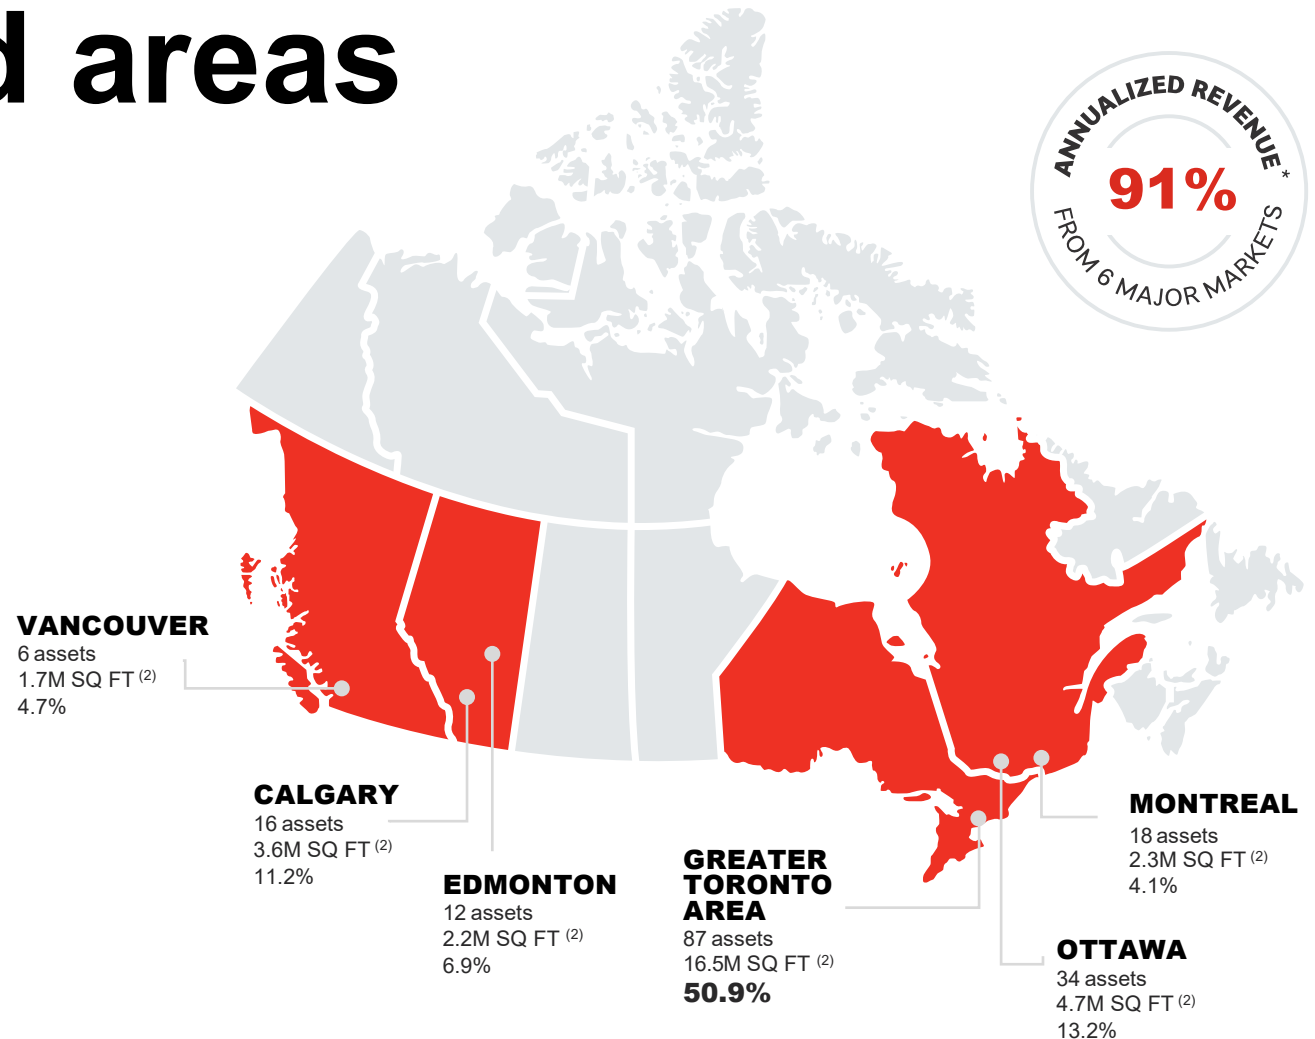 d areas
ANNUALIZED REVENUE*
91%
FROM 6 MAJOR MARKETS
VANCOUVER
6 assets
1.7M SQ FT (2)
4.7%
CALGARY
16 assets
3.6M SQ FT (2)
11.2%
EDMONTON
12 assets
2.2M SQ FT (2)
6.9%
GREATER
TORONTO
AREA
87 assets
16.5M SQ FT (2)
50.9%
MONTREAL
18 assets
2.3M SQ FT (2)
4.1%
OTTAWA
34 assets
4.7M SQ FT (2)
13.2%